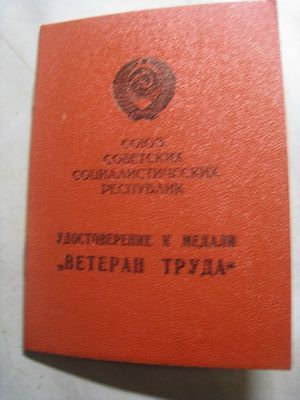 СОЮЗ
СОВЕТСКИХ
СОЦИАЛИСТИЧЕСКИХ
РЕСПУБЛИК
УДОСТОВЕРЕНИЕ К МЕДАЛИ
„ВЕТЕРАН ТРУДА“